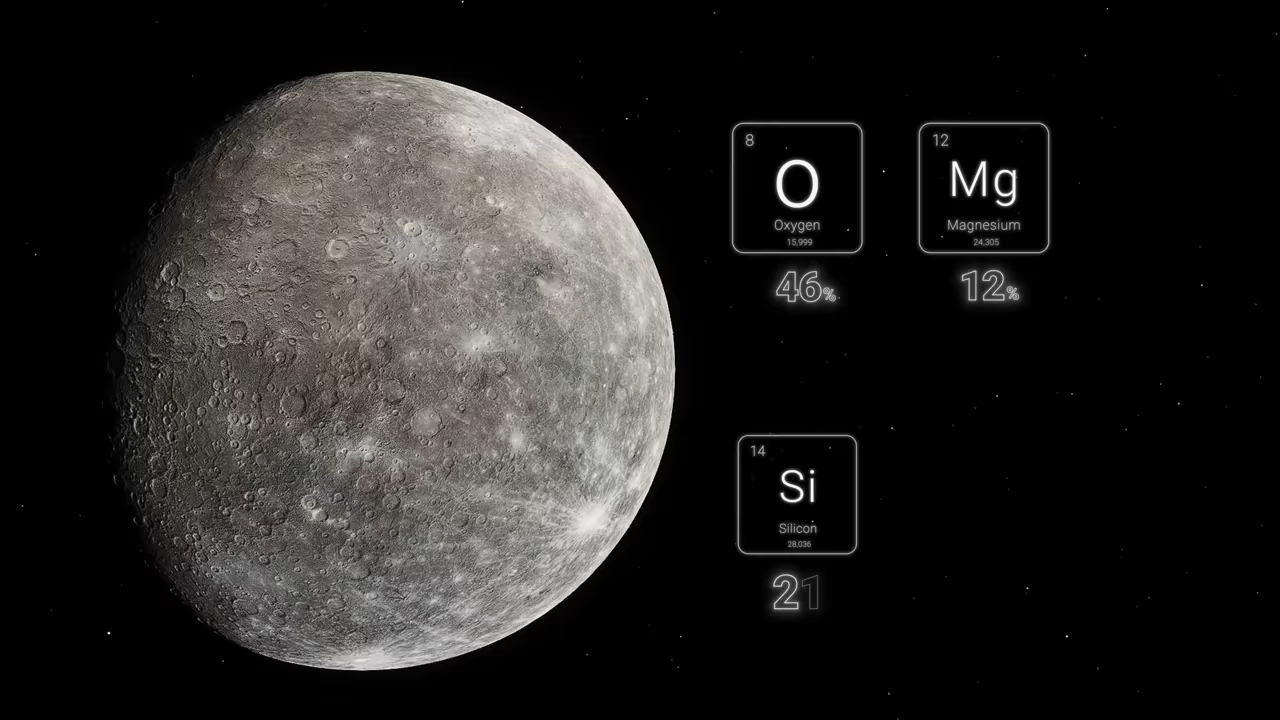 8
O
Oxygen
15,999
46%
12
Mg
Magnesium
24,305
12%
14
Si
Silicon
28,036
21